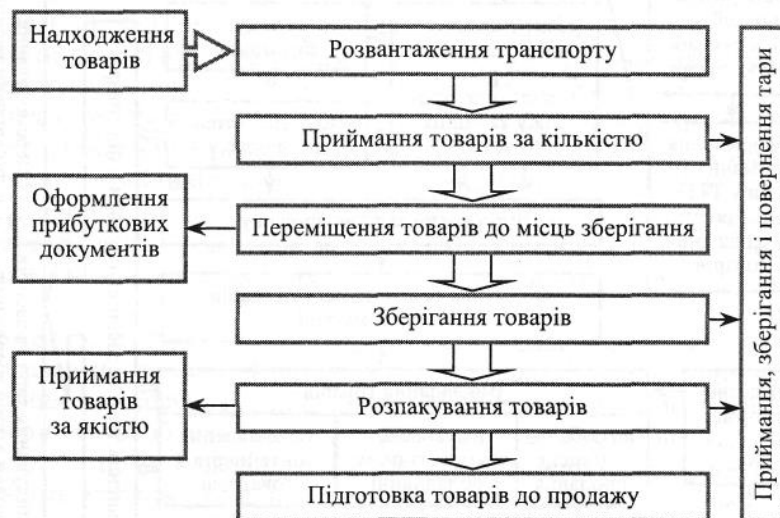 Надходження
товарів
Розвантаження транспорту
Приймання товарів за кількістю
Оформлення
прибуткових
документів
Переміщення товарів до місць зберігання
Зберігання товарів
Приймання
товарів
за якістю
Розпакування товарів
Підготовка товарів до продажу
Приймання, зберігання і повернення тари